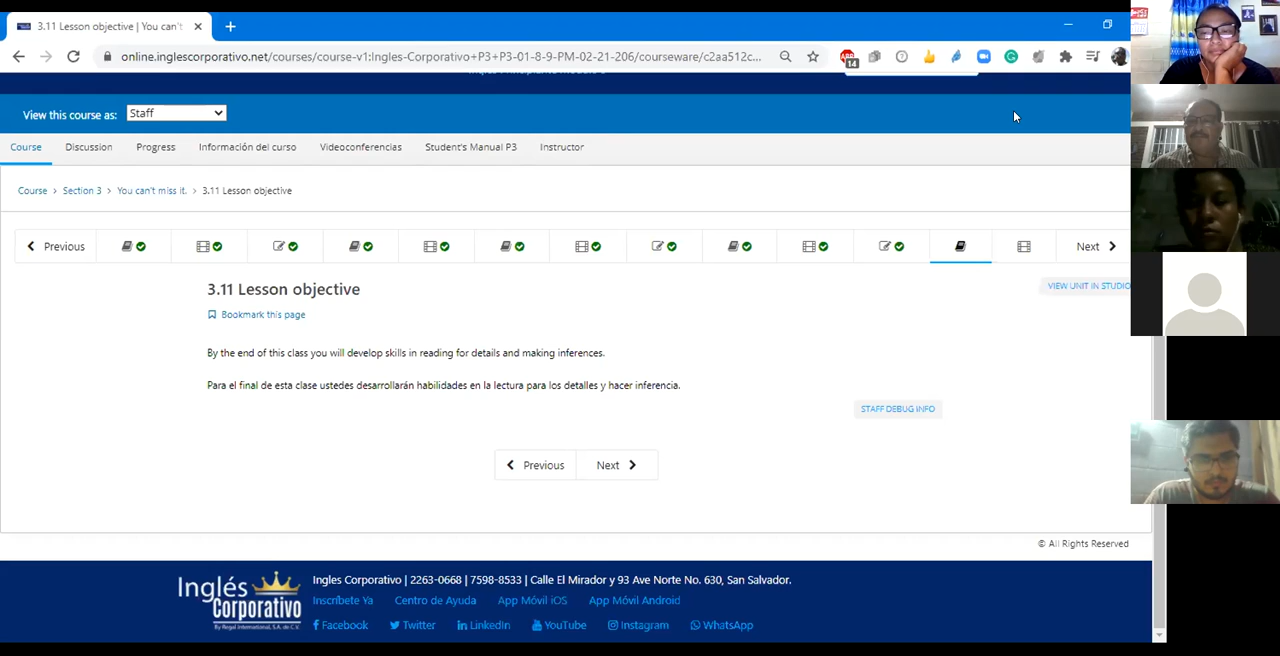 3.11 Lesson objective | You can't
online.inglescorporativo.net/courses/course-v1:Ingles-Corporativo+P3+P3-01-8-9-PM-02-21-206/courseware/c2aa512c...
14
View this course as: Staff
Course Discussion Progress Información del curso Videoconferencias Student's Manual P3 Instructor
Course > Section 3 > You can't miss it. > 3.11 Lesson objective
Previous Next
3.11 Lesson objective
VIEW UNIT IN STUDIO
Bookmark this page
By the end of this class you will develop skills in reading for details and making inferences.
Para el final de esta clase ustedes desarrollarán habilidades en la lectura para los detalles y hacer inferencia.
STAFF DEBUG INFO
Previous Next
© All Rights Reserved
Inglés Corporativo
By Regal International, S.A. de C.V.
Ingles Corporativo | 2263-0668 | 7598-8533 | Calle El Mirador y 93 Ave Norte No. 630, San Salvador.
Inscríbete Ya Centro de Ayuda App Móvil iOS App Móvil Android
Facebook Twitter LinkedIn YouTube Instagram WhatsApp